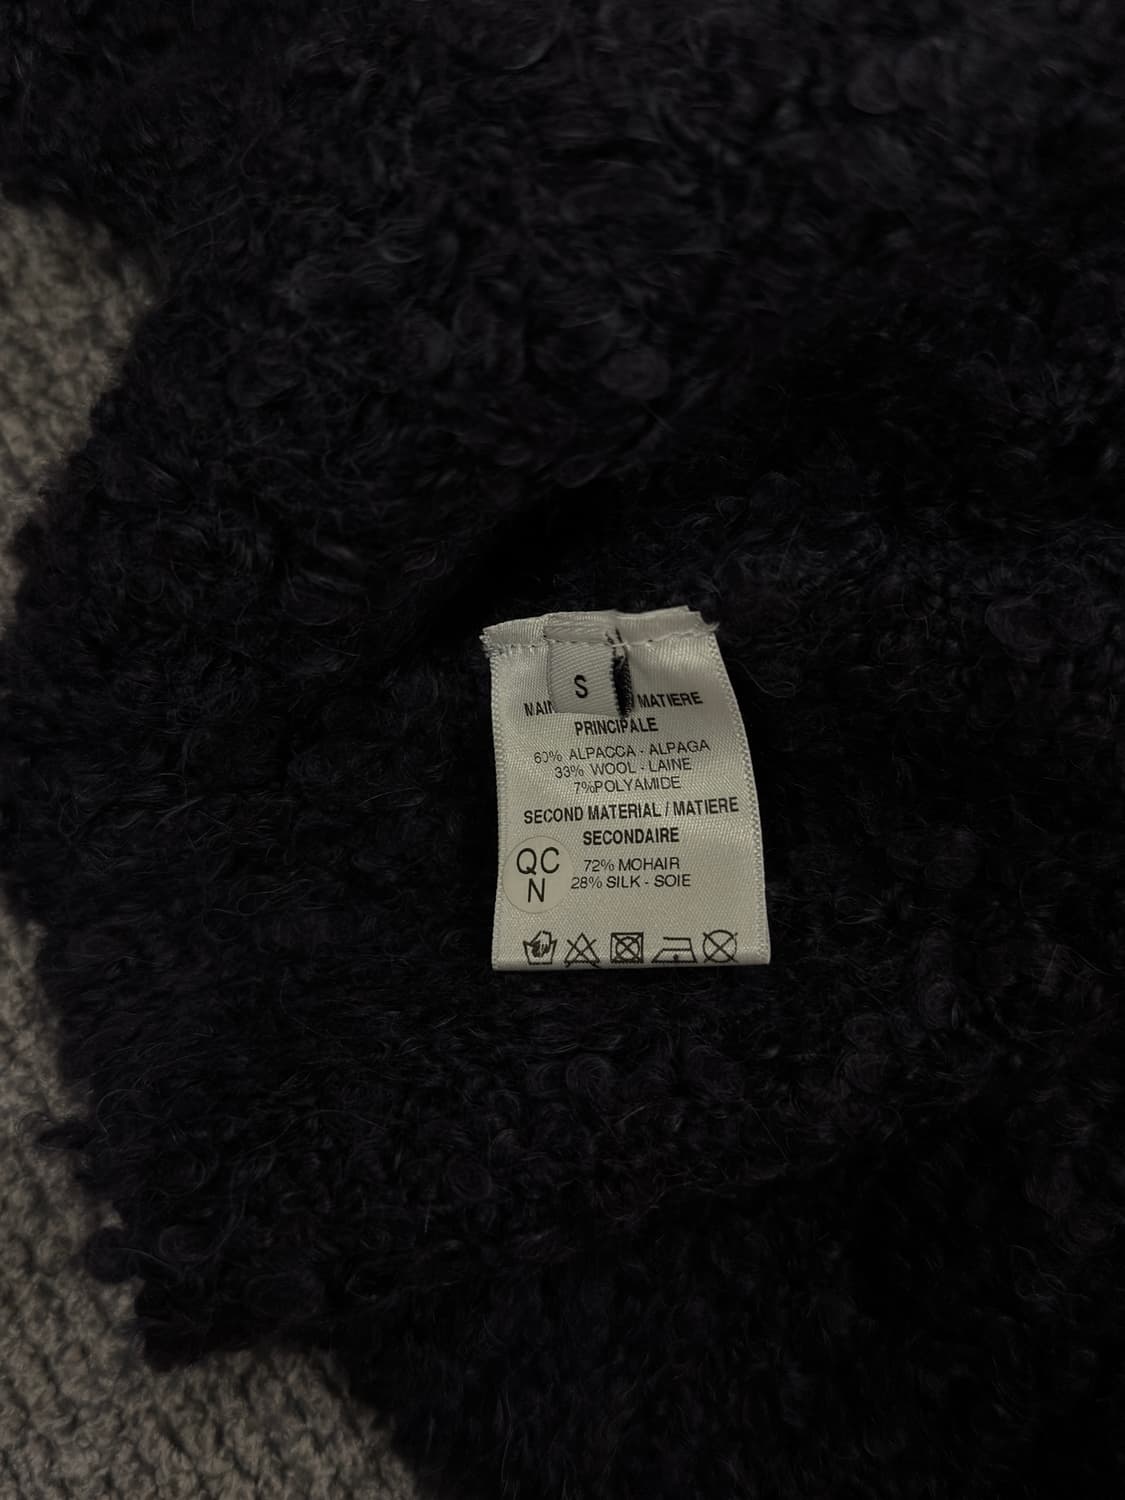 S
MATIERE
PRINCIPALE
60% ALPACCA - ALPAGA
33% WOOL - LAINE
7%POLYAMIDE
SECOND MATERIAL / MATIERE
SECONDAIRE
72% MOHAIR
28% SILK - SOIE
QC
N